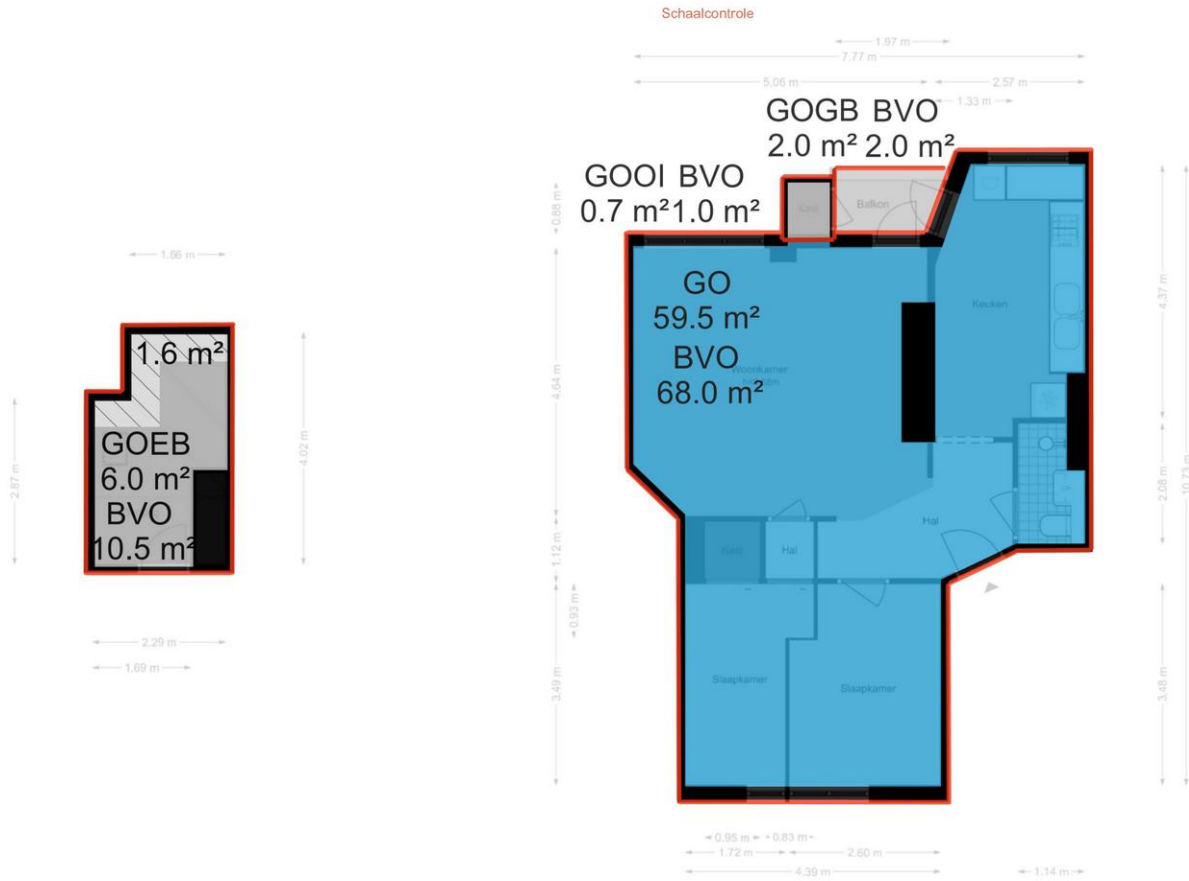 Schaalcontrole
1.97 m
7.77 m
5.06 m
2.57 m
1.33 m
GOGB BVO
2.0 m² 2.0 m²
GOOI BVO
0.7 m² 1.0 m²
0.88 m
Kast
Balkon
GO
59.5 m²
BVO
68.0 m²
Woonkamer
Keuken
4.64 m
4.37 m
10.73 m
2.08 m
1.12 m
0.93 m
3.49 m
3.48 m
Hal
Kast
Hal
Slaapkamer
Slaapkamer
0.95 m
0.83 m
1.72 m
2.60 m
4.39 m
1.14 m
1.66 m
1.6 m²
GOEB
6.0 m²
BVO
10.5 m²
2.87 m
4.02 m
2.29 m
1.69 m